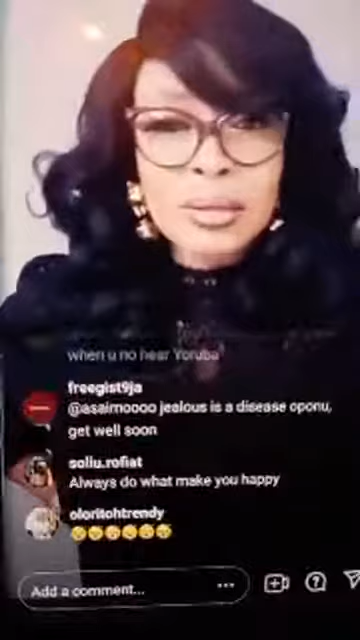 when u no hear Yoruba
freegist9ja
@asaimoooo jealous is a disease oponu,
get well soon
soliu.rofiat
Always do what make you happy
oloritohtrendy
😴😴😴😴😴😴
Add a comment...